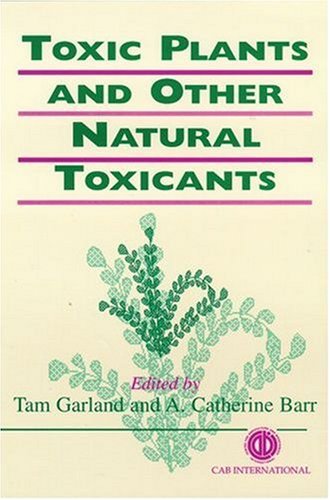 TOXIC PLANTS
AND OTHER
NATURAL
TOXICANTS
Edited by
Tam Garland and A. Catherine Barr
CAB INTERNATIONAL